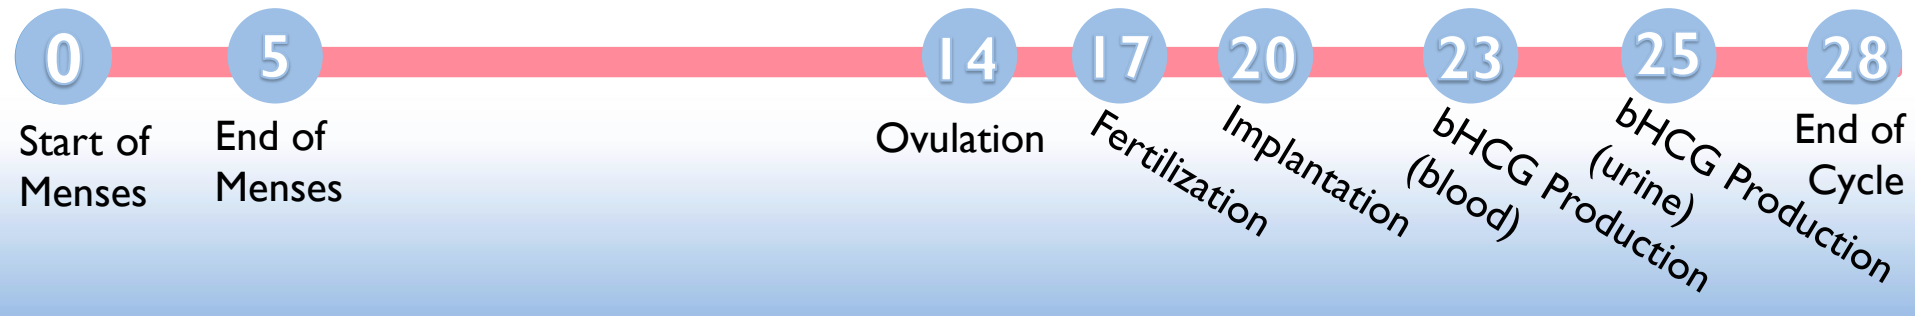 0 5 14 17 20 23 25 28
Start of
Menses
End of
Menses
Ovulation
Fertilization
Implantation
bHCG Production
(blood)
bHCG Production
(urine)
End of
Cycle